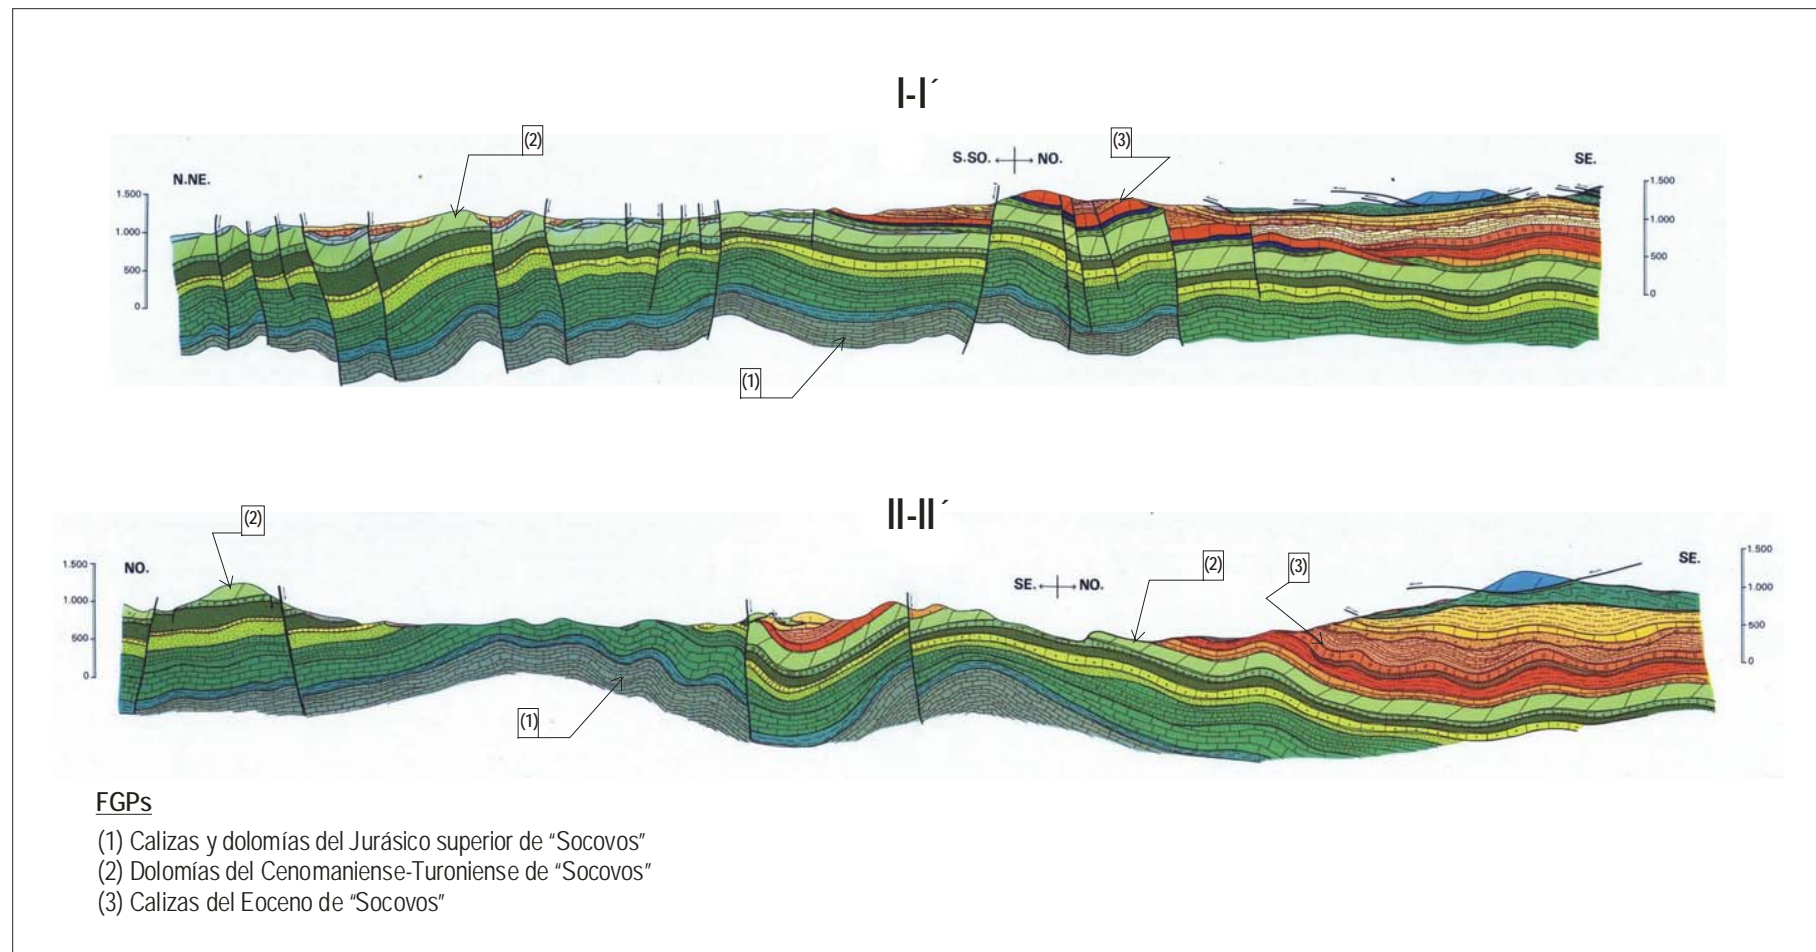 I-I´
(2)
(3)
N.NE.
S.SO. NO.
SE.
1.500
1.000
500
0
1.500
1.000
500
0
(1)
II-II´
(2)
(2)
(3)
NO.
SE. NO.
SE.
1.500
1.000
500
0
1.500
1.000
500
0
(1)
FGPs
(1) Calizas y dolomías del Jurásico superior de “Socovos”
(2) Dolomías del Cenomaniense-Turoniense de “Socovos”
(3) Calizas del Eoceno de “Socovos”